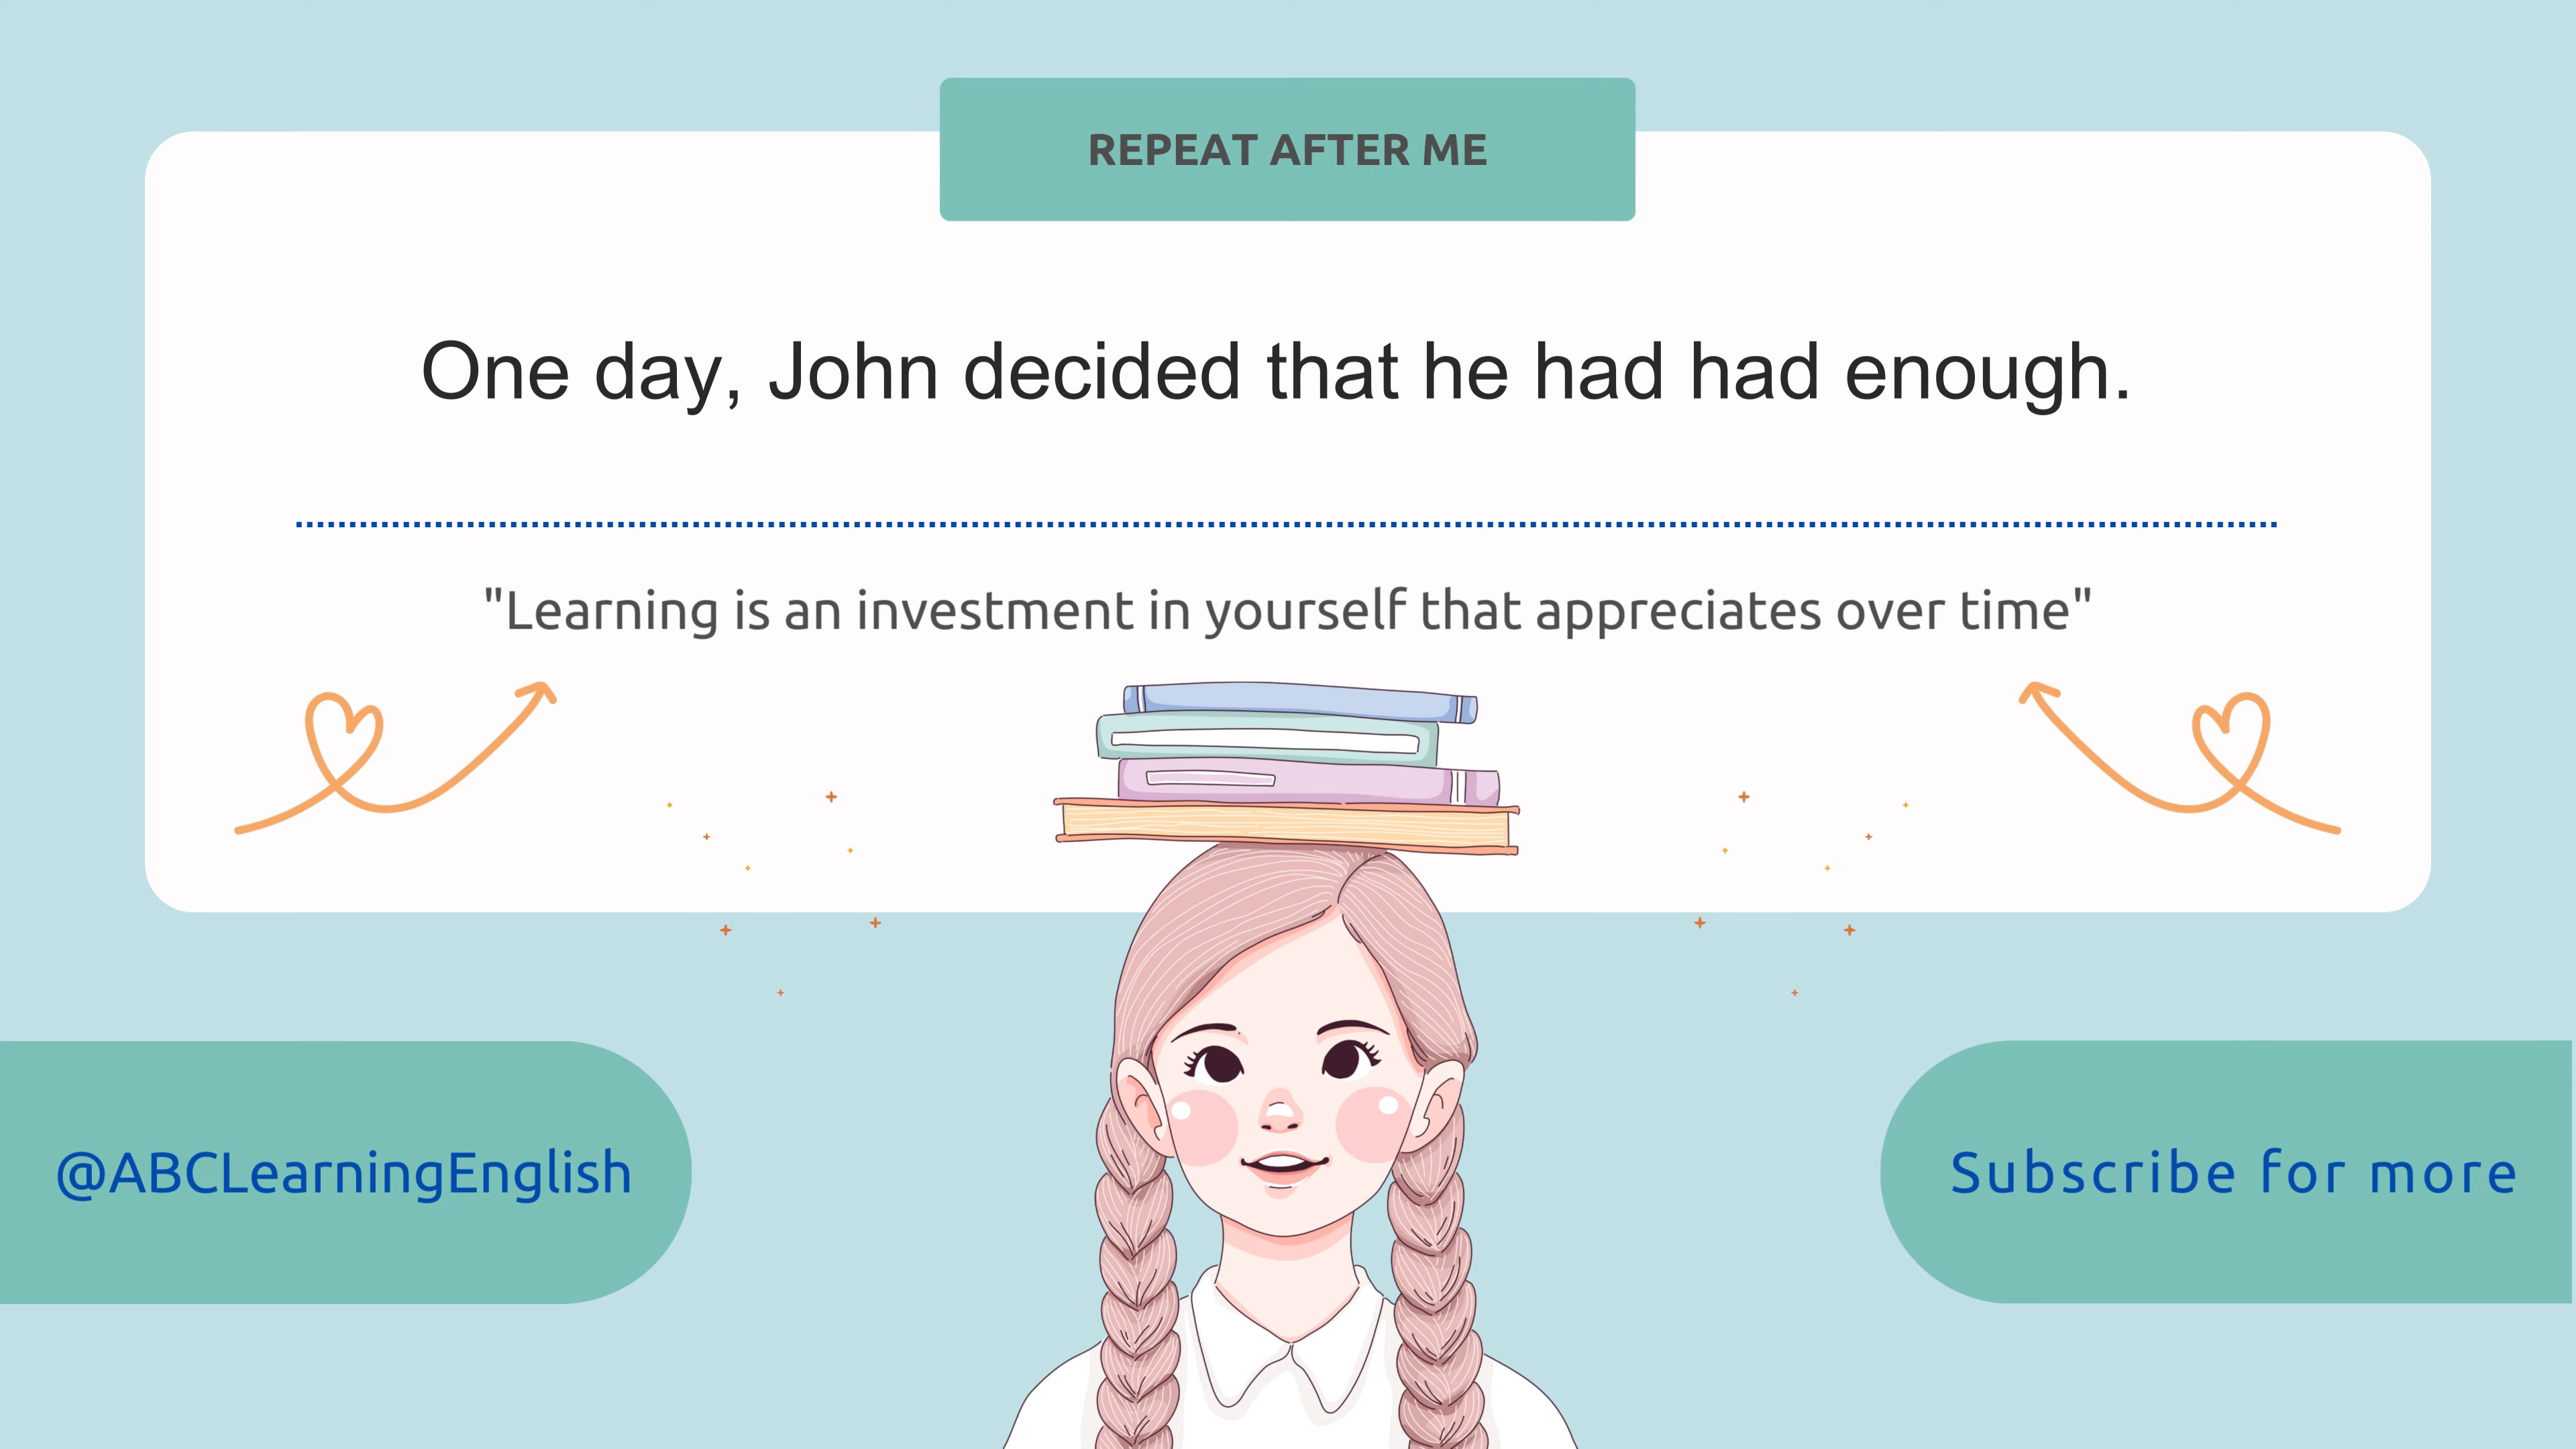 REPEAT AFTER ME
One day, John decided that he had had enough.
"Learning is an investment in yourself that appreciates over time"
@ABCLearningEnglish
Subscribe for more